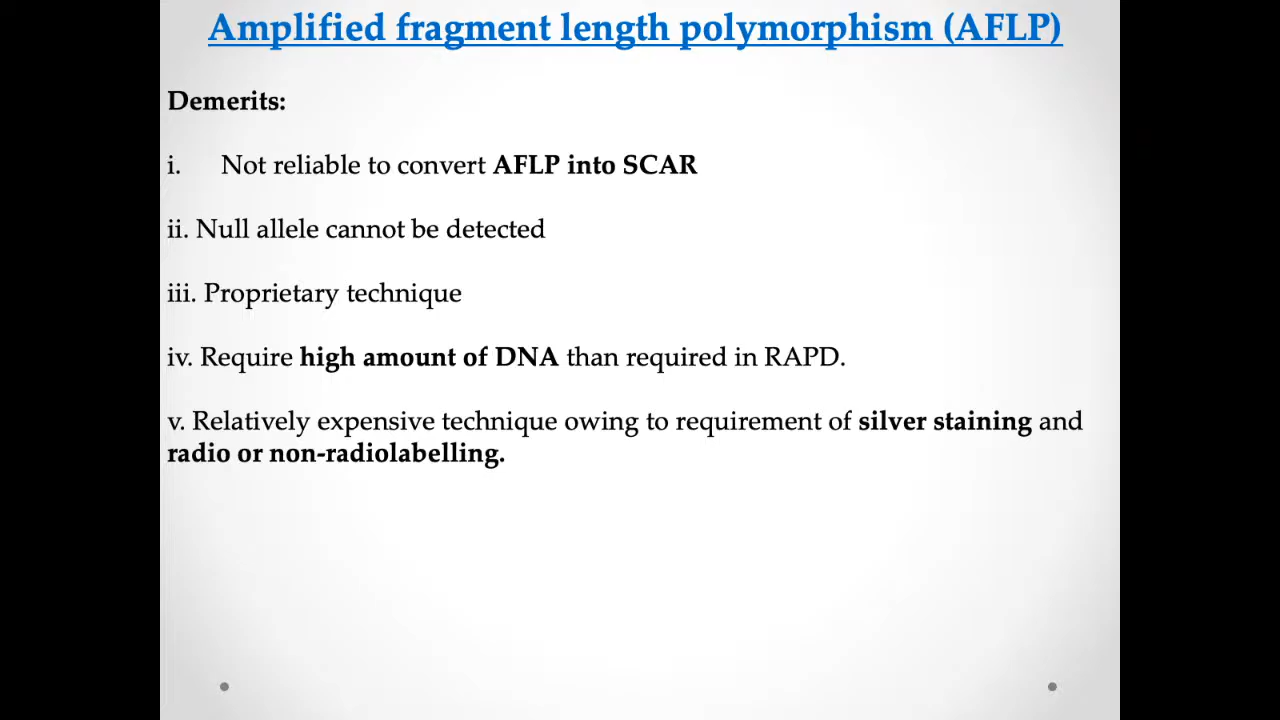 Amplified fragment length polymorphism (AFLP)
Demerits:
i. Not reliable to convert AFLP into SCAR
ii. Null allele cannot be detected
iii. Proprietary technique
iv. Require high amount of DNA than required in RAPD.
v. Relatively expensive technique owing to requirement of silver staining and
radio or non-radiolabelling.